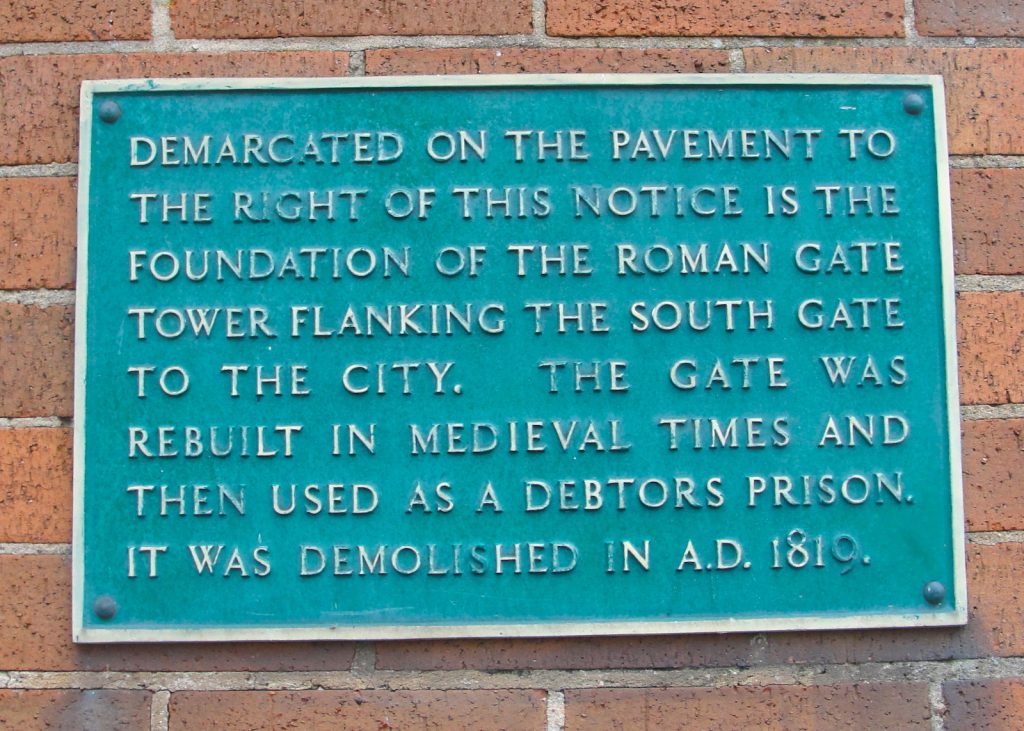 DEMARCATED ON THE PAVEMENT TO
THE RIGHT OF THIS NOTICE IS THE
FOUNDATION OF THE ROMAN GATE
TOWER FLANKING THE SOUTH GATE
TO THE CITY. THE GATE WAS
REBUILT IN MEDIEVAL TIMES AND
THEN USED AS A DEBTORS PRISON.
IT WAS DEMOLISHED IN A.D. 1819.